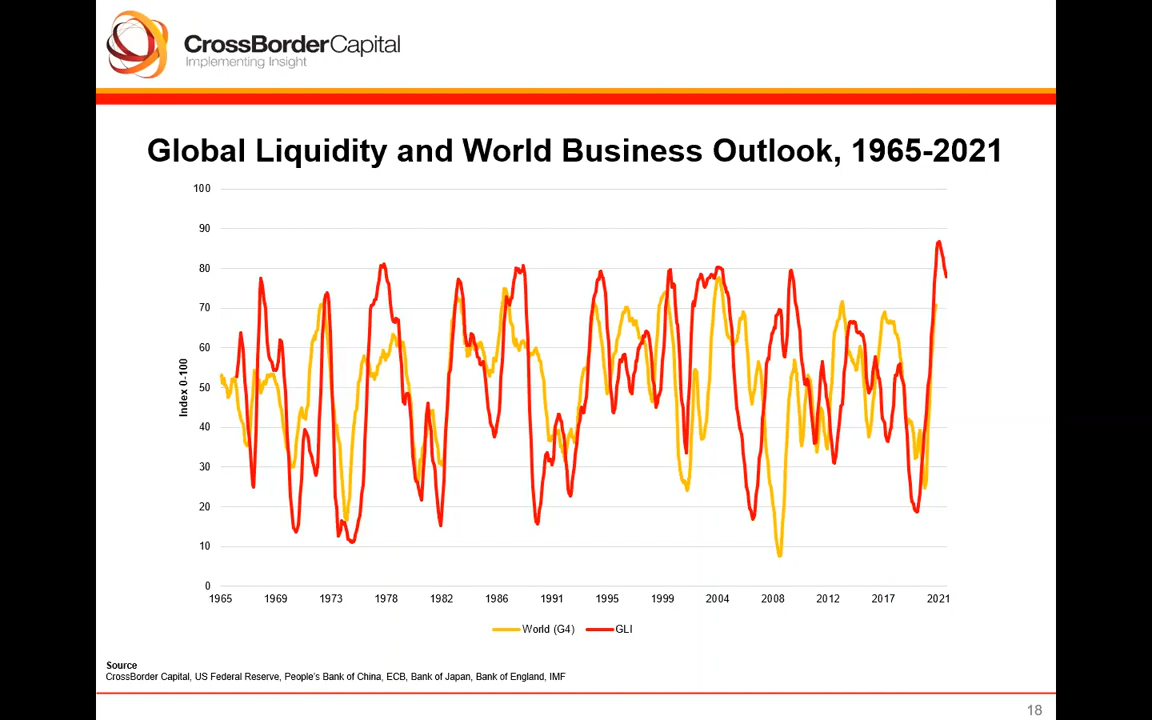 CrossBorderCapital
Implementing Insight
Global Liquidity and World Business Outlook, 1965-2021
100
90
80
70
60
50
40
30
20
10
0
Index 0-100
1965 1969 1973 1978 1982 1986 1991 1995 1999 2004 2008 2012 2017 2021
World (G4) GLI
Source
CrossBorder Capital, US Federal Reserve, People's Bank of China, ECB, Bank of Japan, Bank of England, IMF
18